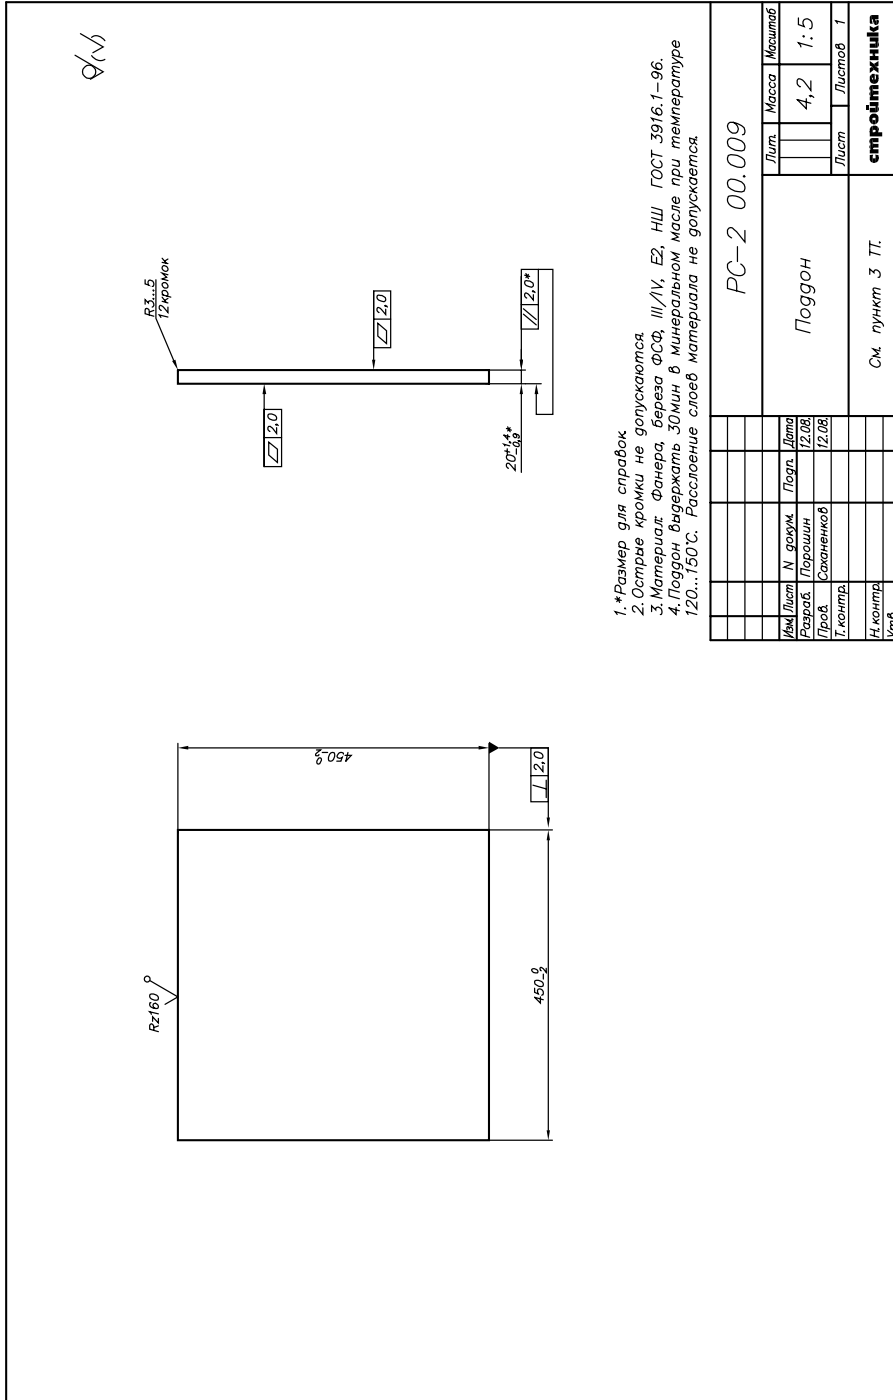 Rz160
450 0 -2
450 0 -2
⊥ 2,0
R3...5
12кромок
▱ 2,0
▱ 2,0
20 +1,4* -0,9
// 2,0*
1.*Размер для справок.
2.Острые кромки не допускаются.
3.Материал: Фанера, береза ФСФ, III/IV, E2, НШ ГОСТ 3916.1-96.
4.Поддон выдержать 30мин в минеральном масле при температуре
120...150°С. Расслоение слоев материала не допускается.
РС-2 00.009
Изм. Лист N докум. Подп. Дата
Разраб. Порошин 12.08.
Пров. Саханенков 12.08.
Т. контр.
Н. контр.
Утв.
Поддон
Лит. Масса Масштаб
4,2 1:5
Лист Листов 1
См. пункт 3 ТТ.
стройтехника